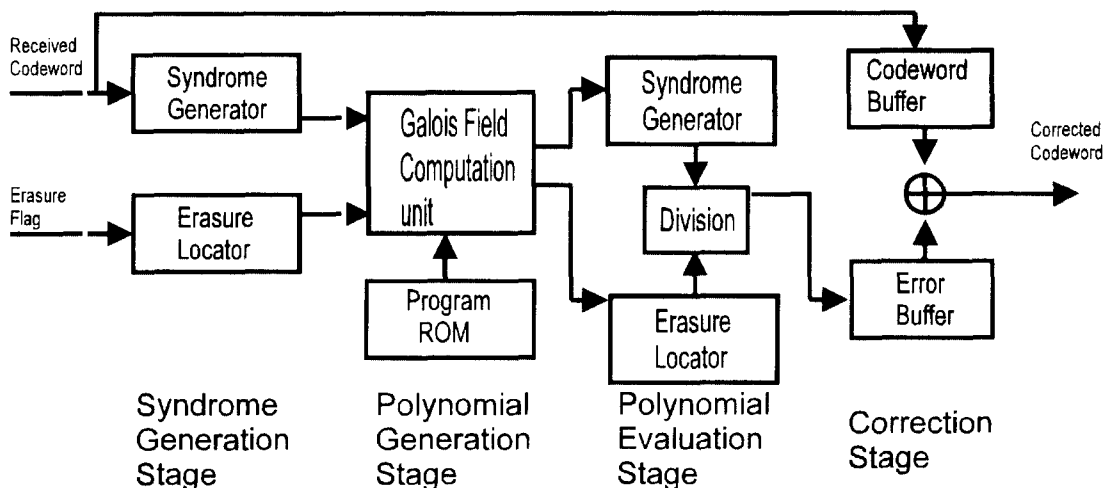 Received
Codeword
Syndrome
Generator
Galois Field
Computation
unit
Syndrome
Generator
Codeword
Buffer
Corrected
Codeword
Erasure
Flag
Erasure
Locator
Division
Program
ROM
Erasure
Locator
Error
Buffer
Syndrome
Generation
Stage
Polynomial
Generation
Stage
Polynomial
Evaluation
Stage
Correction
Stage